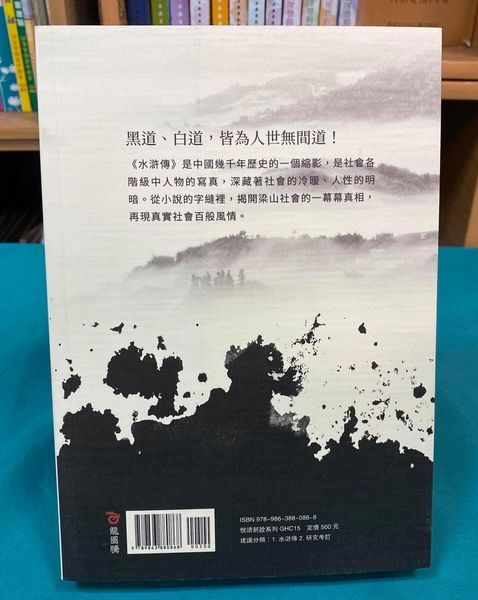 黑道、白道，皆為人世無間道！
《水滸傳》是中國幾千年歷史的一個縮影，是社會各
階級中人物的寫真，深藏著社會的冷暖、人性的明
暗。從小說的字縫裡，揭開梁山社會的一幕幕真相，
再現真實社會百般風情。
龍圖騰
9 789863 880868
00500
ISBN 978-986-388-086-8
悅讀新詮系列 GHC15 定價 500 元
建議分類：1. 水滸傳 2. 研究考訂